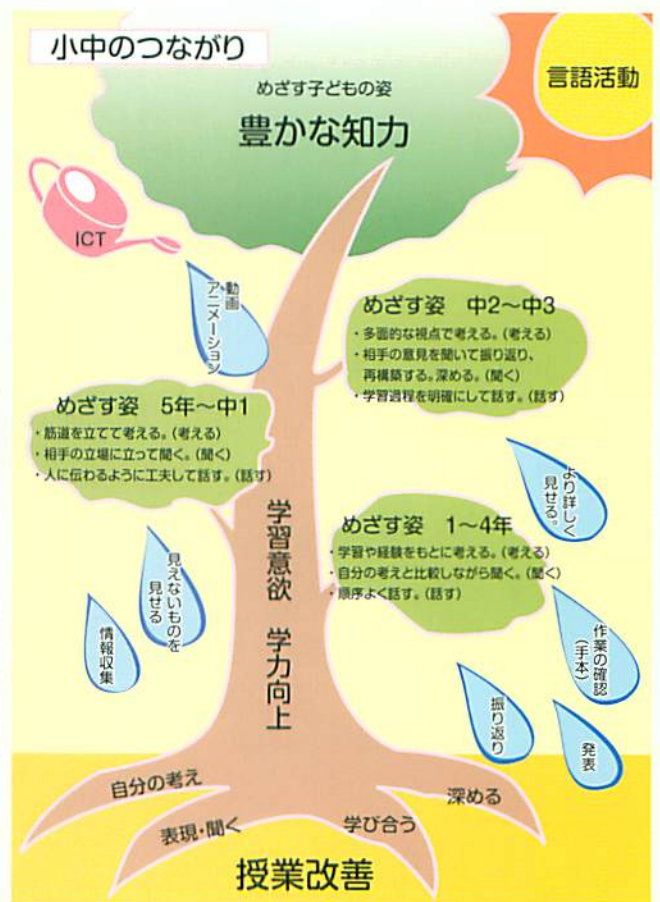 小中のつながり
めざす子どもの姿
豊かな知力
言語活動
ICT
動画
アニメーション
めざす姿 中2~中3
・多面的な視点で考える。(考える)
・相手の意見を聞いて振り返り、
再構築する。深める。(聞く)
・学習過程を明確にして話す。(話す)
めざす姿 5年~中1
・筋道を立てて考える。(考える)
・相手の立場に立って聞く。(聞く)
・人に伝わるように工夫して話す。(話す)
より詳しく
見せる。
めざす姿 1~4年
・学習や経験をもとに考える。(考える)
・自分の考えと比較しながら聞く。(聞く)
・順序よく話す。(話す)
学習意欲 学力向上
見えないものを
見せる
情報収集
作業の確認
(手本)
振り返り
発表
自分の考え
表現・聞く
学び合う
深める
授業改善